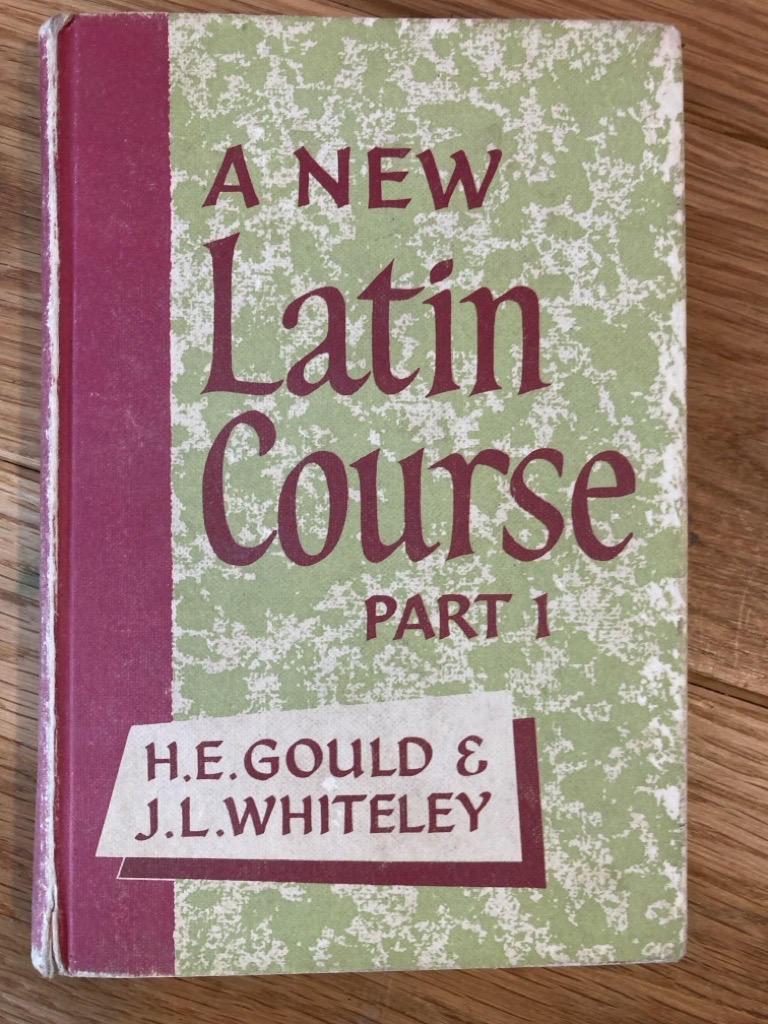 A NEW
Latin
Course
PART 1
H.E. GOULD &
J.L. WHITELEY